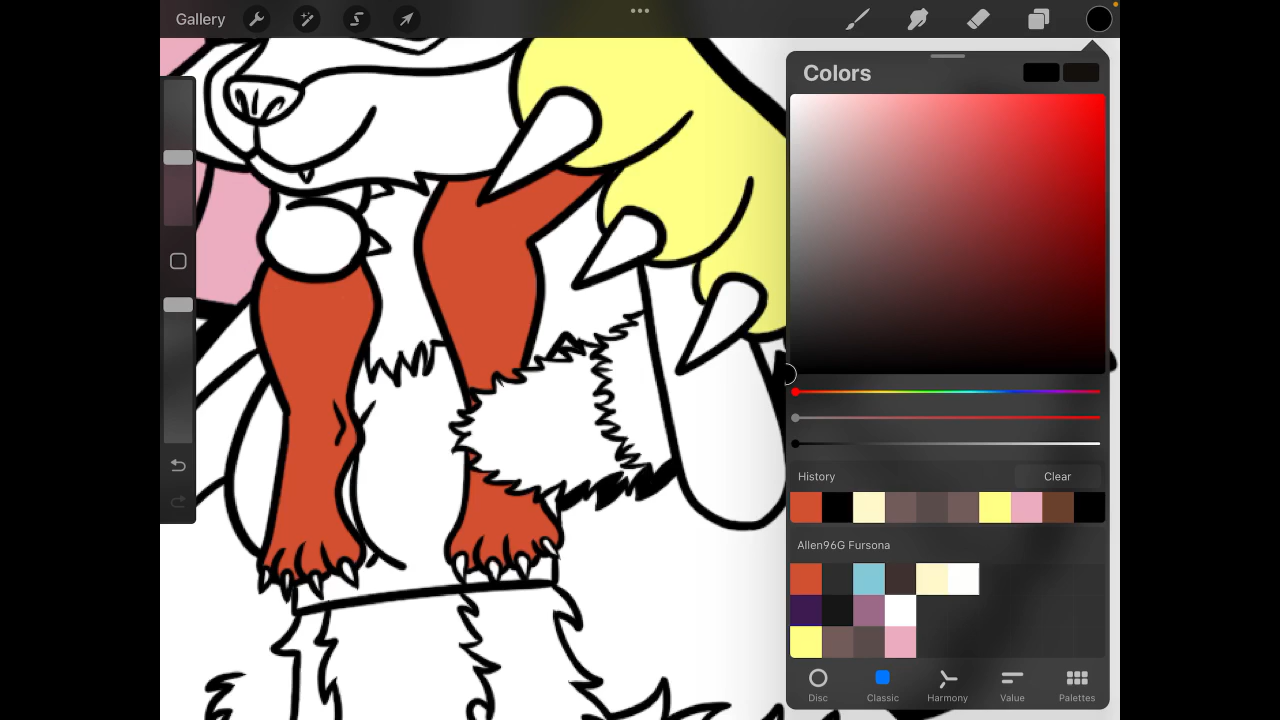 Gallery
Colors
History
Clear
Allen96G Fursona
Disc
Classic
Harmony
Value
Palettes